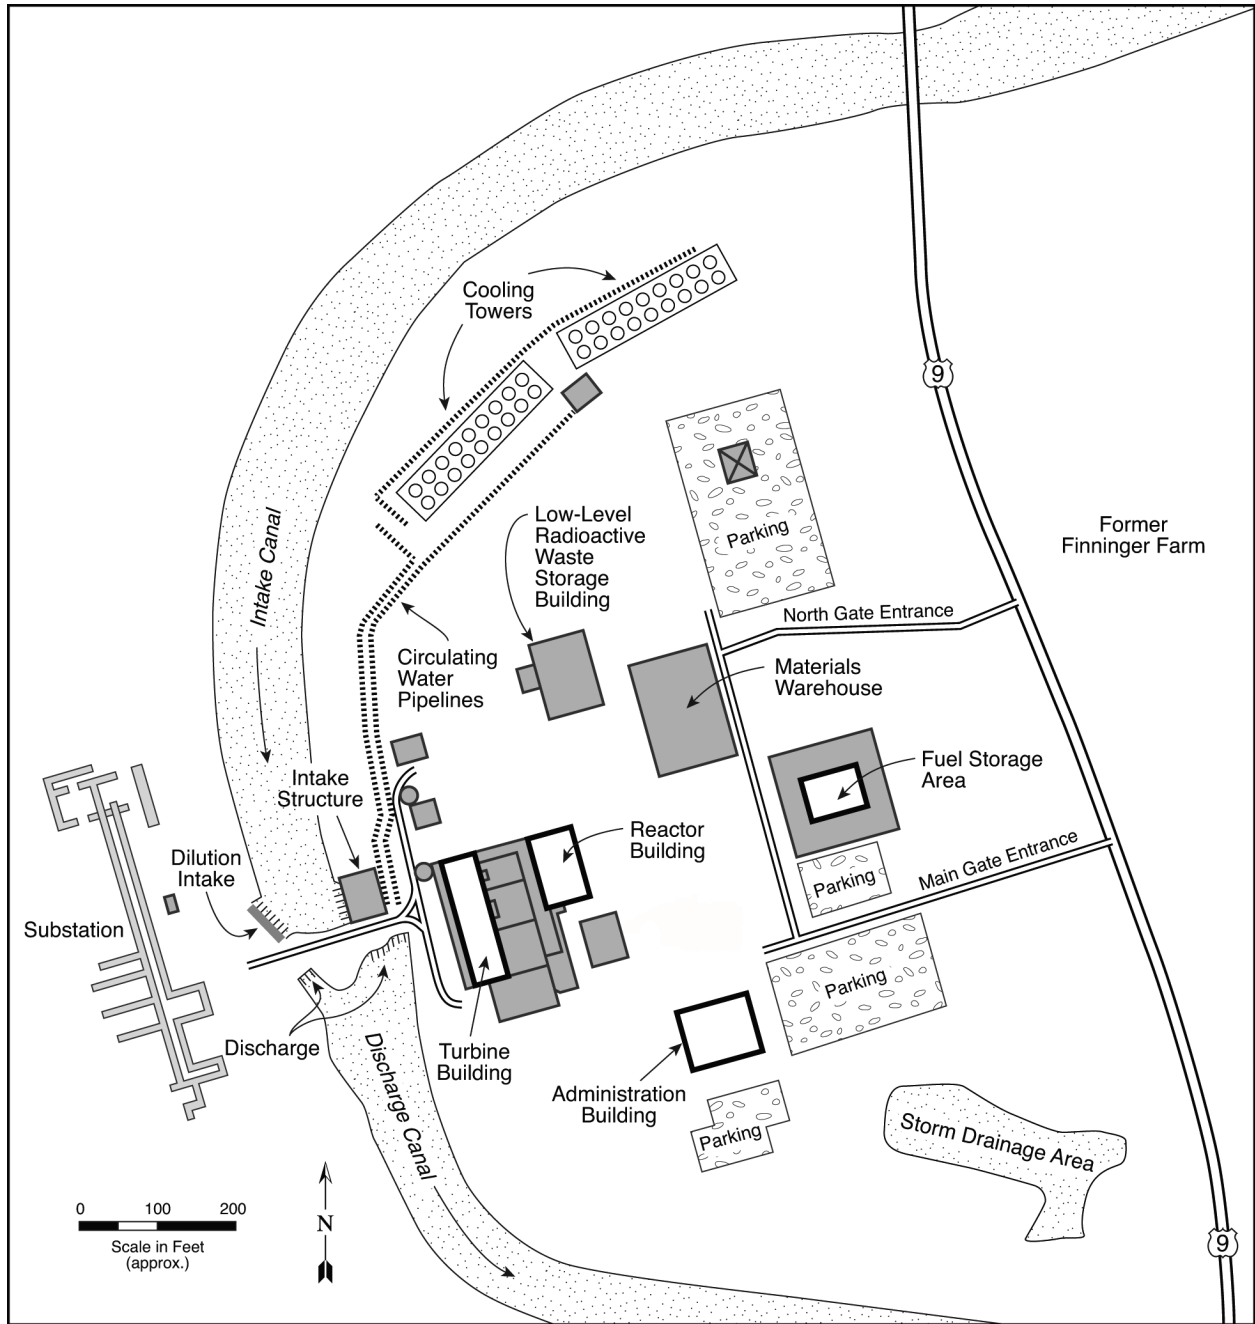 Cooling
Towers
9
Low-Level
Radioactive
Waste
Storage
Building
Parking
Former
Finninger Farm
Intake Canal
North Gate Entrance
Circulating
Water
Pipelines
Materials
Warehouse
Intake
Structure
Fuel Storage
Area
Reactor
Building
Dilution
Intake
Parking
Main Gate Entrance
Substation
Parking
Discharge
Turbine
Building
Discharge Canal
Administration
Building
Parking
Storm Drainage Area
0 100 200
Scale in Feet
(approx.)
N
9